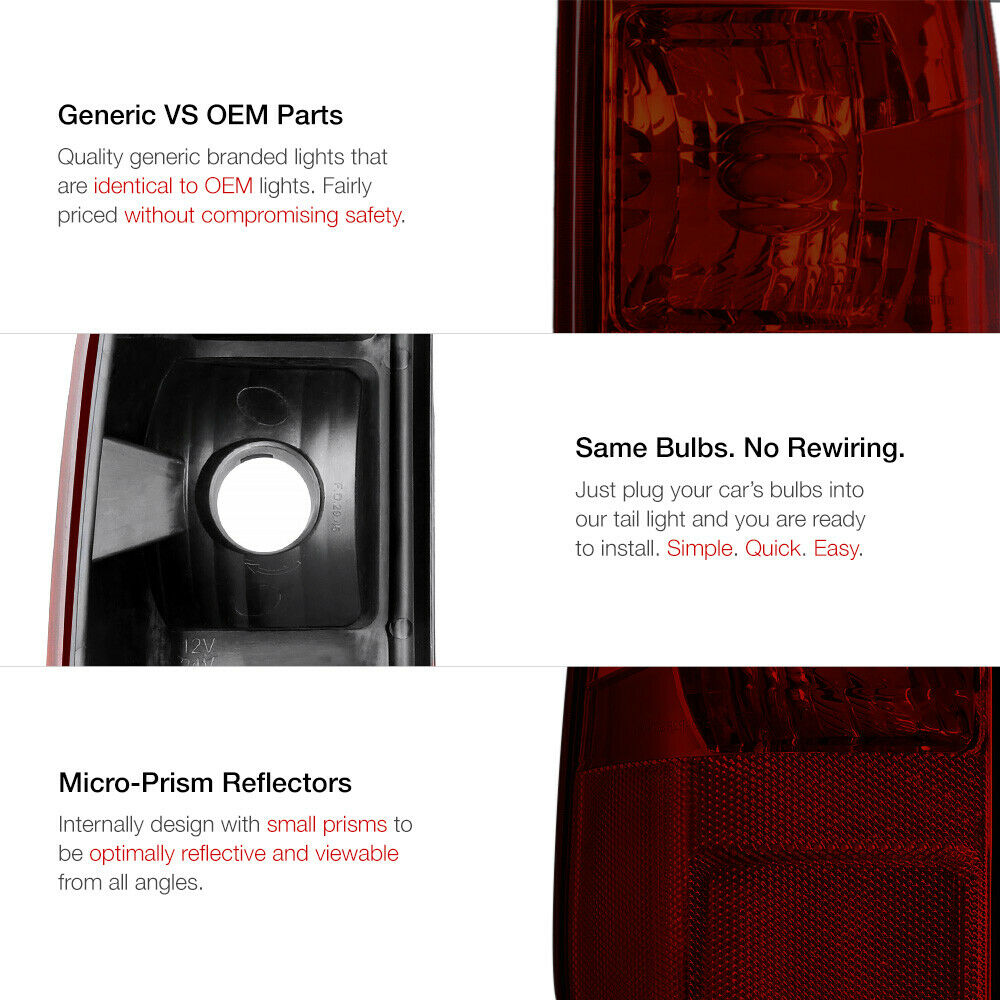 Generic VS OEM Parts
Quality generic branded lights that
are identical to OEM lights. Fairly
priced without compromising safety.
Same Bulbs. No Rewiring.
Just plug your car's bulbs into
our tail light and you are ready
to install. Simple. Quick. Easy.
12V
24V
Micro-Prism Reflectors
Internally design with small prisms to
be optimally reflective and viewable
from all angles.